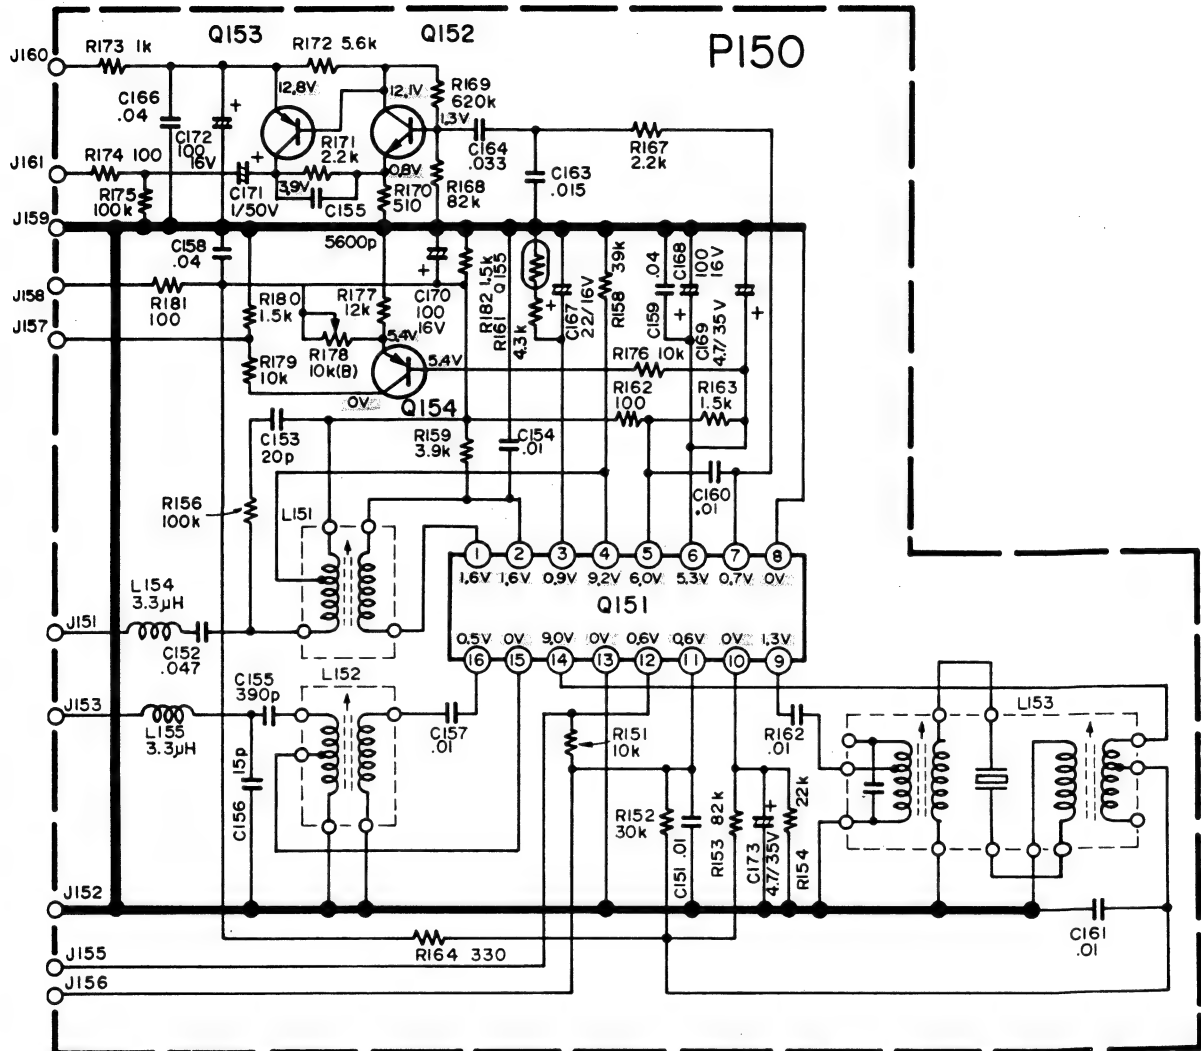 P150
Q153
R172 5.6k
Q152
J160
R173 1k
12,8V
12,1V
R169
620k
1,3V
C166
.04
+
C172
100
16V
R171
2.2k
C164
.033
R167
2.2k
J161
R174 100
+
3,9V
0,8V
R168
82k
C163
.015
R175
100k
C171
1/50V
C155
R170
510
J159
5600p
C158
.04
J158
R181
100
R180
1.5k
R177
12k
+
C170
100
16V
R182 1.5k
R161
Q155
4.3k
+
C167
22/16V
R158
39k
C159
.04
C168
100
16V
+
C169
4.7/35V
+
J157
R179
10k
R178
10k(B)
5,4V
5,4V
R176 10k
0V
Q154
R162
100
R163
1.5k
C153
20p
R159
3.9k
C154
.01
C160
.01
R156
100k
L151
1
2
3
4
5
6
7
8
1,6V
1,6V
0,9V
9,2V
6,0V
5,3V
0,7V
0V
Q151
L154
3.3µH
J151
0,5V
0V
9,0V
0V
0,6V
0,6V
0V
1,3V
16
15
14
13
12
11
10
9
C152
.047
L152
C155
390p
J153
L155
3.3µH
C157
.01
R151
10k
R162
.01
L153
C156
15p
R152
30k
C151
.01
R153
82k
C173
4.7/35V
+
R154
22k
J152
C161
.01
R164 330
J155
J156